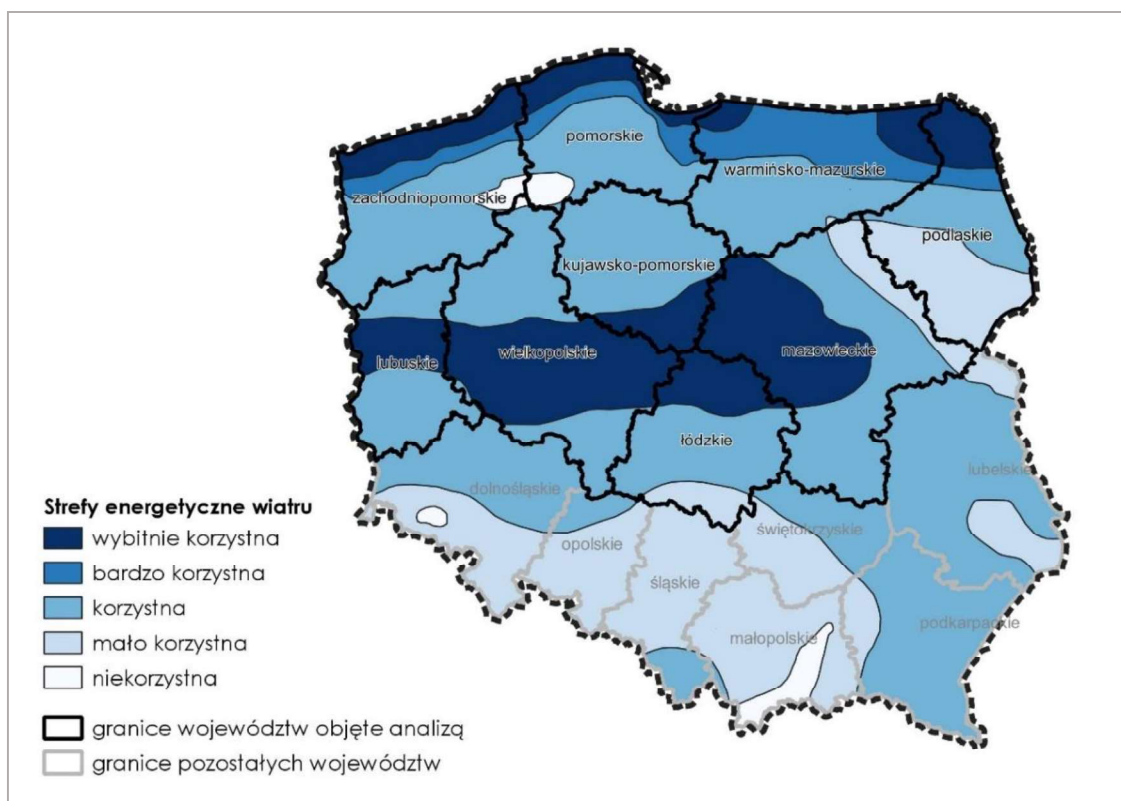 pomorskie
warmińsko-mazurskie
zachodniopomorskie
podlaskie
kujawsko-pomorskie
mazowieckie
wielkopolskie
lubuskie
łódzkie
lubelskie
dolnośląskie
świętokrzyskie
opolskie
śląskie
podkarpackie
małopolskie
Strefy energetyczne wiatru
wybitnie korzystna
bardzo korzystna
korzystna
mało korzystna
niekorzystna
granice województw objęte analizą
granice pozostałych województw